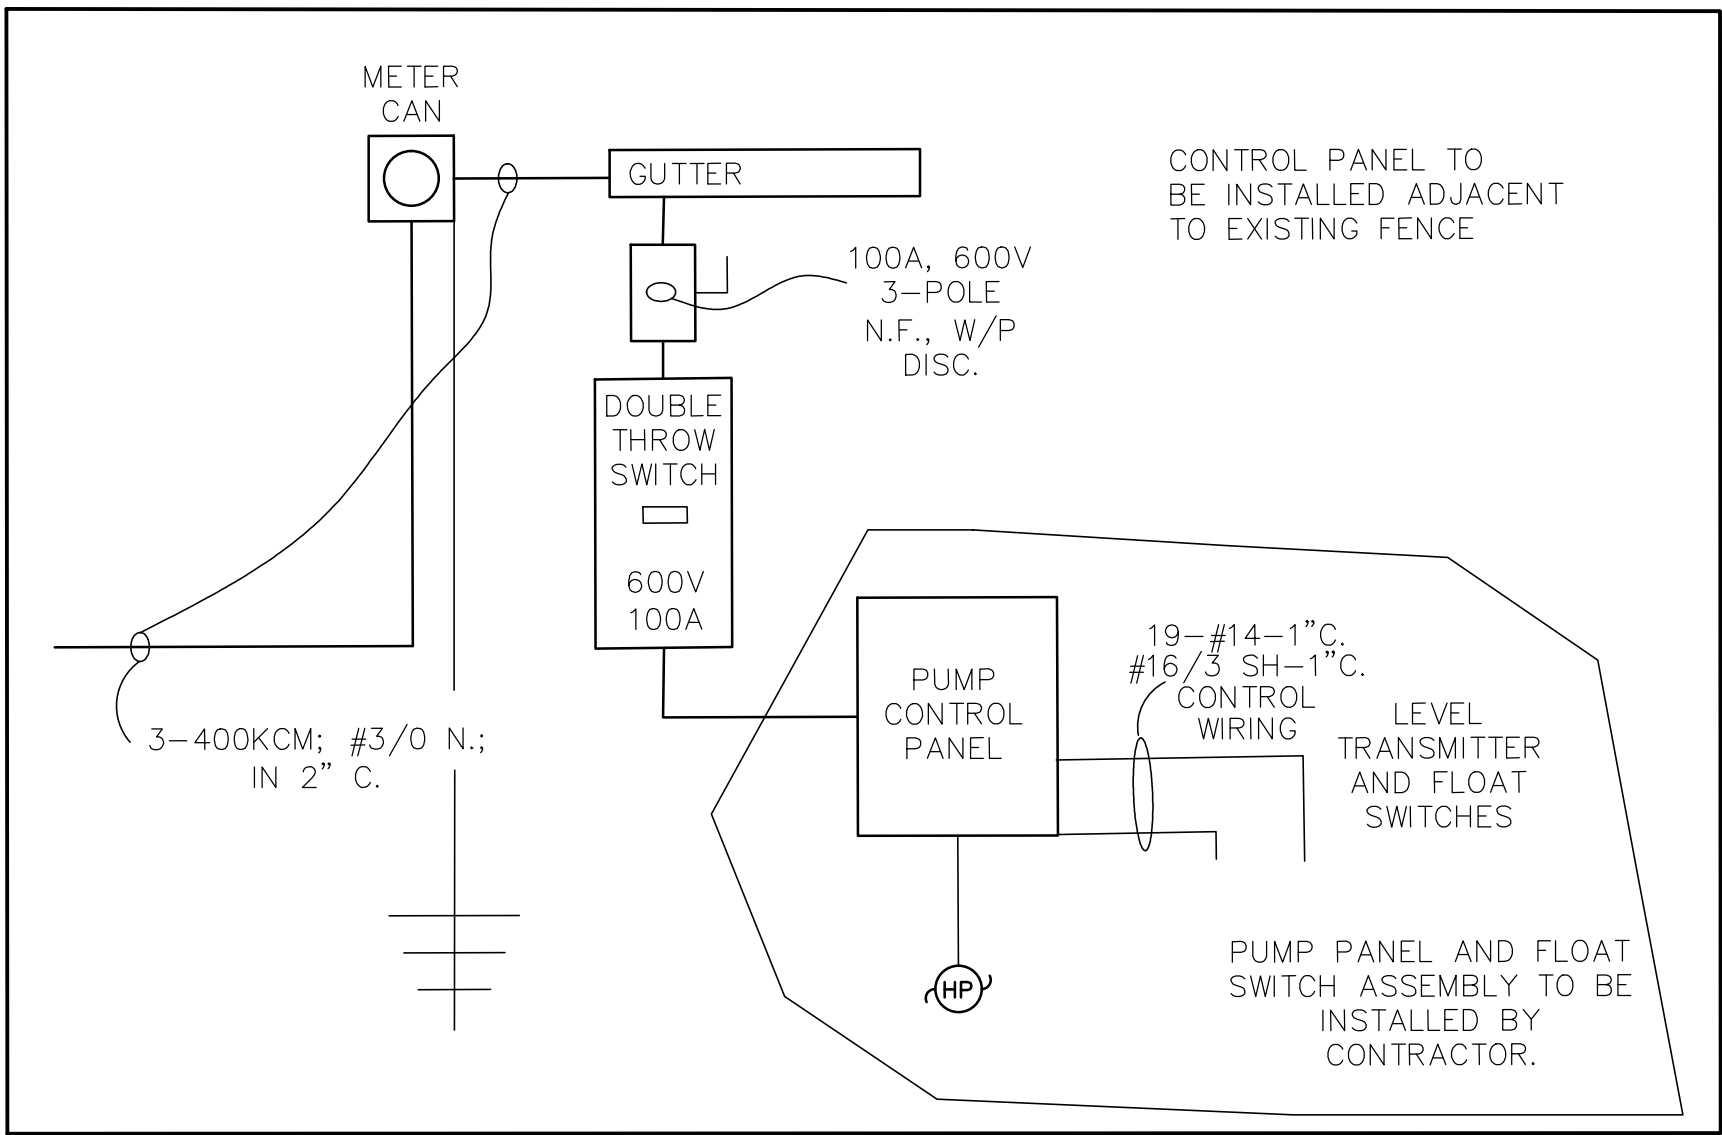 METER
CAN
GUTTER
CONTROL PANEL TO
BE INSTALLED ADJACENT
TO EXISTING FENCE
100A, 600V
3-POLE
N.F., W/P
DISC.
DOUBLE
THROW
SWITCH
600V
100A
3-400KCM; #3/0 N.;
IN 2" C.
PUMP
CONTROL
PANEL
19-#14-1"C.
#16/3 SH-1"C.
CONTROL
WIRING
LEVEL
TRANSMITTER
AND FLOAT
SWITCHES
HP
PUMP PANEL AND FLOAT
SWITCH ASSEMBLY TO BE
INSTALLED BY
CONTRACTOR.